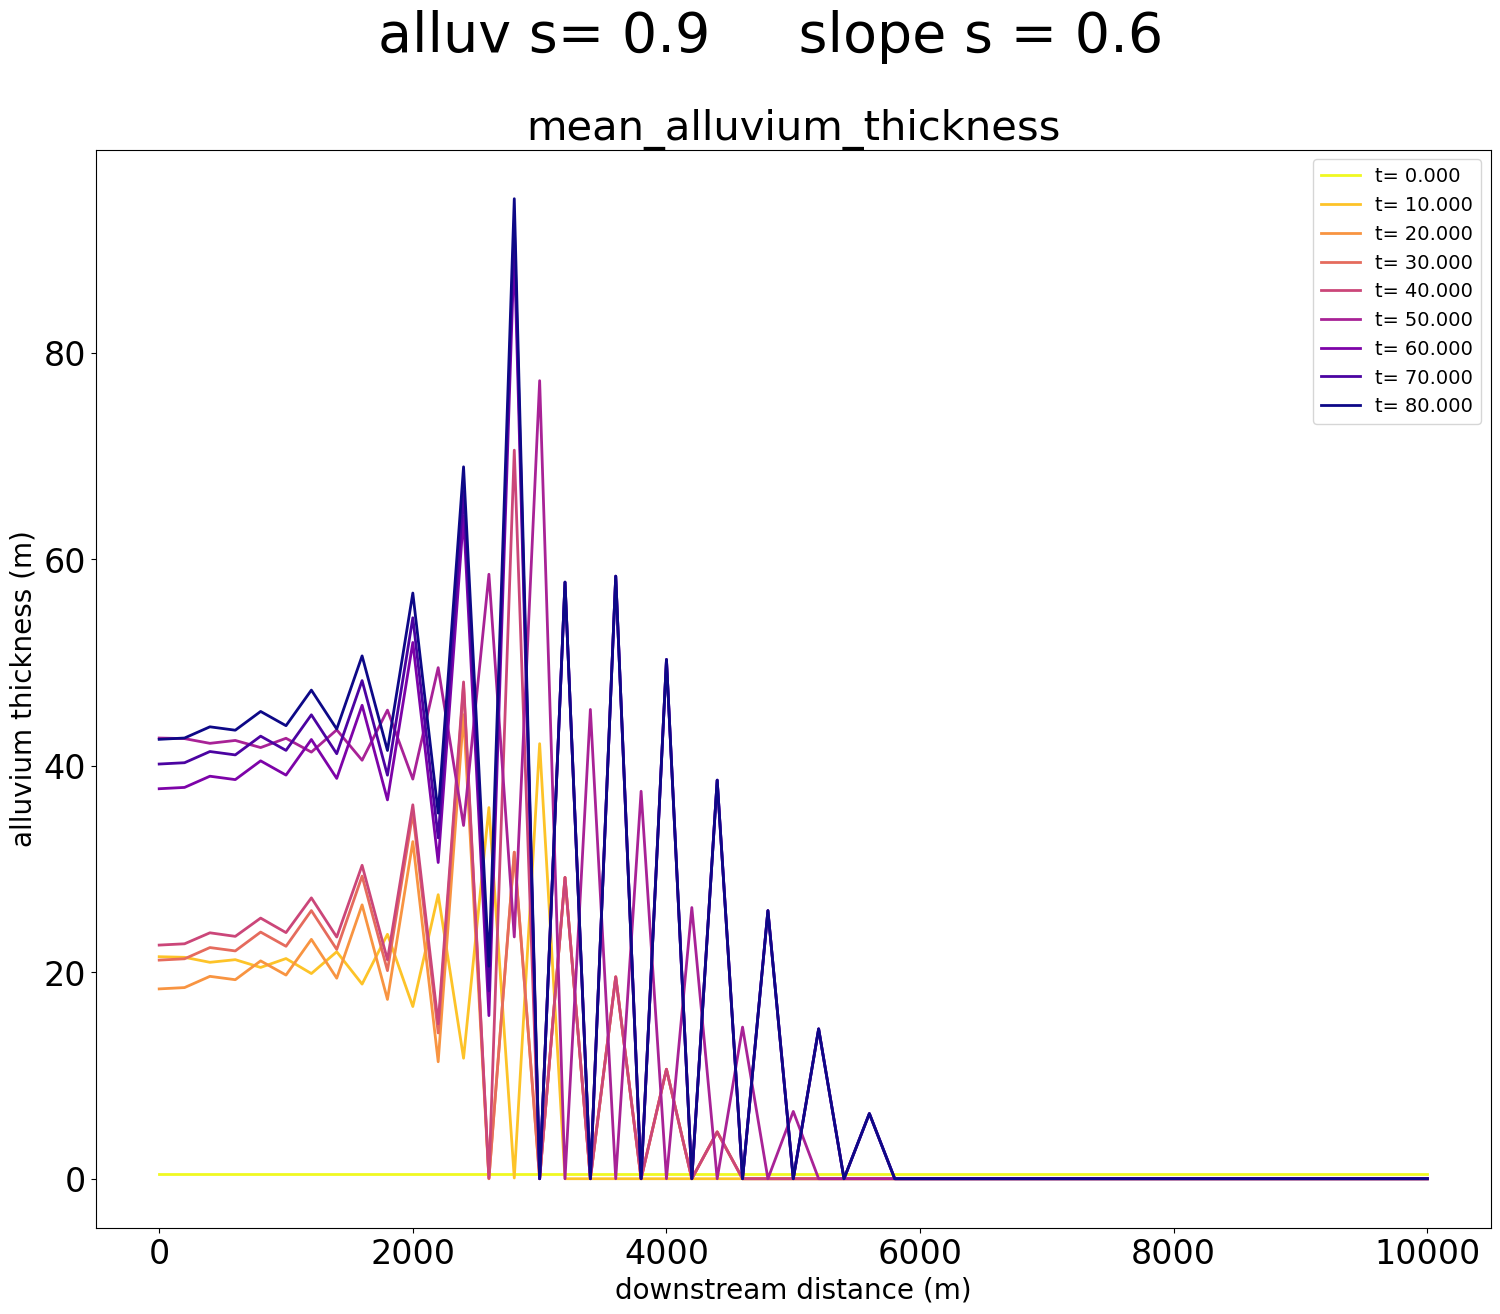 alluv s= 0.9     slope s = 0.6
mean_alluvium_thickness
t= 0.000
t= 10.000
t= 20.000
t= 30.000
t= 40.000
t= 50.000
t= 60.000
t= 70.000
t= 80.000
80
60
40
20
0
alluvium thickness (m)
0 2000 4000 6000 8000 10000
downstream distance (m)